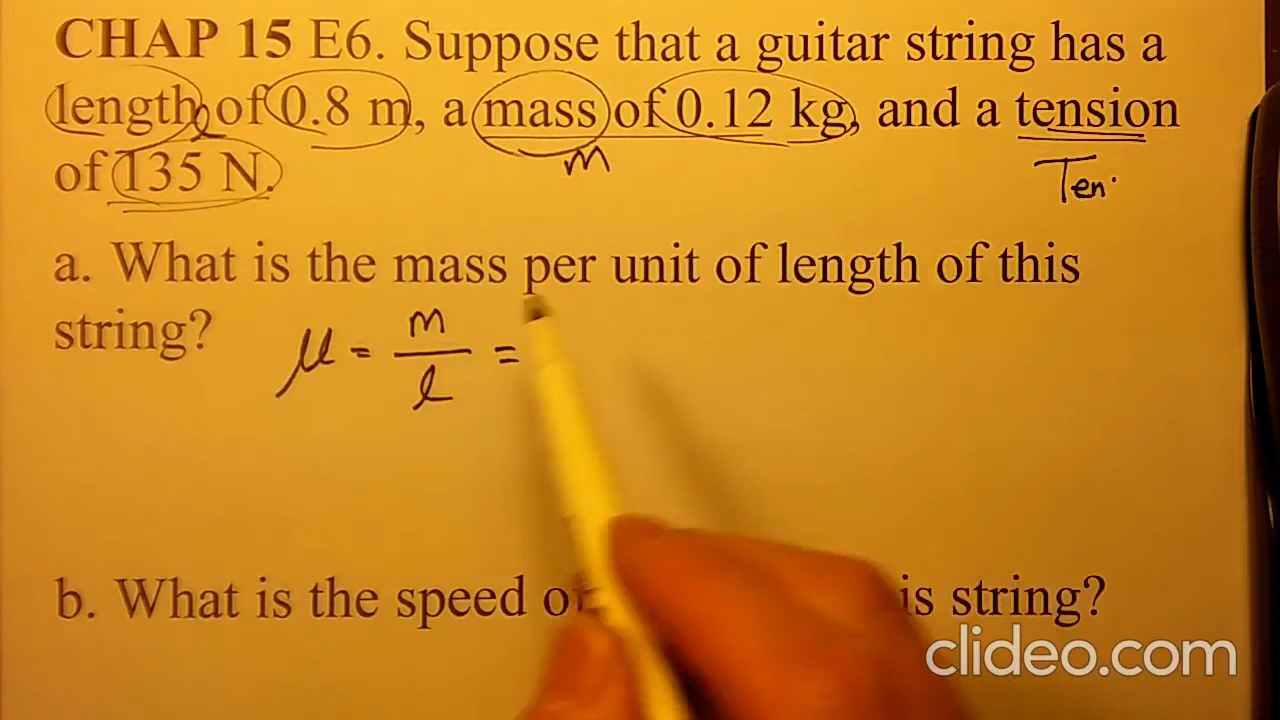 CHAP 15 E6. Suppose that a guitar string has a
length of 0.8 m, a mass of 0.12 kg, and a tension
l
m
of 135 N.
Ten.
a. What is the mass per unit of length of this
string?
μ = m/l =
b. What is the speed o is string?
clideo.com